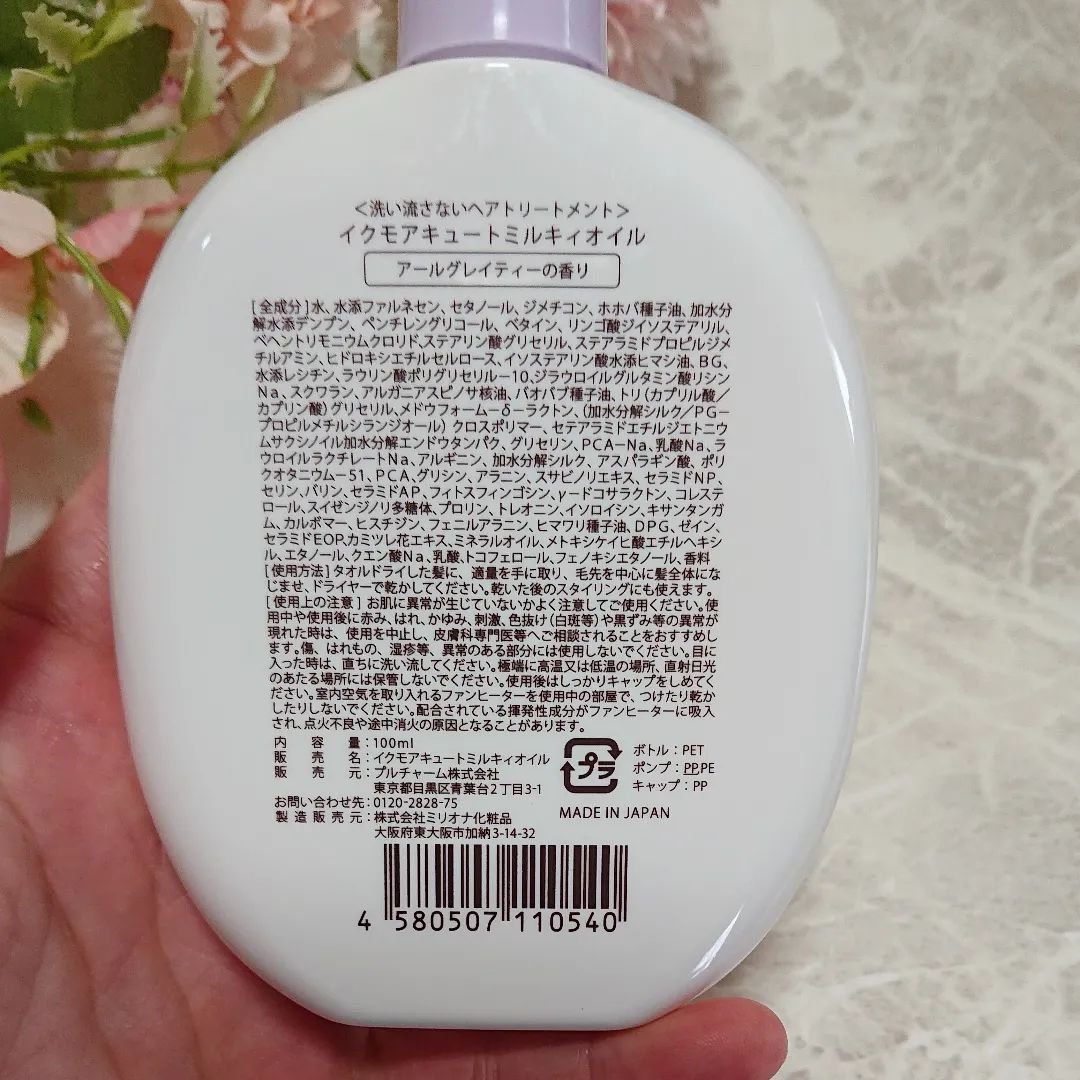 <洗い流さないヘアトリートメント>
イクモアキュートミルキィオイル
アールグレイティーの香り
[全成分]水、水添ファルネセン、セタノール、ジメチコン、ホホバ種子油、加水分
解水添デンプン、ペンチレングリコール、ベタイン、リンゴ酸ジイソステアリル、
ベヘントリモニウムクロリド、ステアリン酸グリセリル、ステアラミドプロピルジメ
チルアミン、ヒドロキシエチルセルロース、イソステアリン酸水添ヒマシ油、BG、
水添レシチン、ラウリン酸ポリグリセリル－10、ジラウロイルグルタミン酸リシン
Na、スクワラン、アルガニアスピノサ核油、バオバブ種子油、トリ(カプリル酸／
カプリン酸)グリセリル、メドウフォーム－δ－ラクトン、(加水分解シルク／PG－
プロピルメチルシランジオール) クロスポリマー、セテアラミドエチルジエトニウ
ムサクシノイル加水分解エンドウタンパク、グリセリン、PCA－Na、乳酸Na、ラ
ウロイルラクチレートNa、アルギニン、加水分解シルク、アスパラギン酸、ポリ
クオタニウム－51、PCA、グリシン、アラニン、スサビノリエキス、セラミドNP、
セリン、バリン、セラミドAP、フィトスフィンゴシン、γ－ドコサラクトン、コレステ
ロール、スイゼンジノリ多糖体、プロリン、トレオニン、イソロイシン、キサンタンガ
ム、カルボマー、ヒスチジン、フェニルアラニン、ヒマワリ種子油、DPG、ゼイン、
セラミドEOP、カミツレ花エキス、ミネラルオイル、メトキシケイヒ酸エチルヘキシ
ル、エタノール、クエン酸Na、乳酸、トコフェロール、フェノキシエタノール、香料
[使用方法]タオルドライした髪に、適量を手に取り、毛先を中心に髪全体にな
じませ、ドライヤーで乾かしてください。乾いた後のスタイリングにも使えます。
[使用上の注意] お肌に異常が生じていないかよく注意してご使用ください。使
用中や使用後に赤み、はれ、かゆみ、刺激、色抜け(白斑等)や黒ずみ等の異常が
現れた時は、使用を中止し、皮膚科専門医等へご相談されることをおすすめしま
す。傷、はれもの、湿疹等、異常のある部分には使用しないでください。目に
入った時は、直ちに洗い流してください。極端に高温又は低温の場所、直射日光
のあたる場所には保管しないでください。使用後はしっかりキャップをしめてく
ださい。室内空気を取り入れるファンヒーターを使用中の部屋で、つけたり乾か
したりしないでください。配合されている揮発性成分がファンヒーターに吸入
され、点火不良や途中消火の原因となることがあります。
内容量：100ml
販売名：イクモアキュートミルキィオイル
販売元：プルチャーム株式会社
東京都目黒区青葉台2丁目3-1
お問い合わせ先：0120-2828-75
製造販売元：株式会社ミリオナ化粧品
大阪府東大阪市加納3-14-32
プラ
ボトル：PET
ポンプ：PP,PE
キャップ：PP
MADE IN JAPAN
4 580507 110540